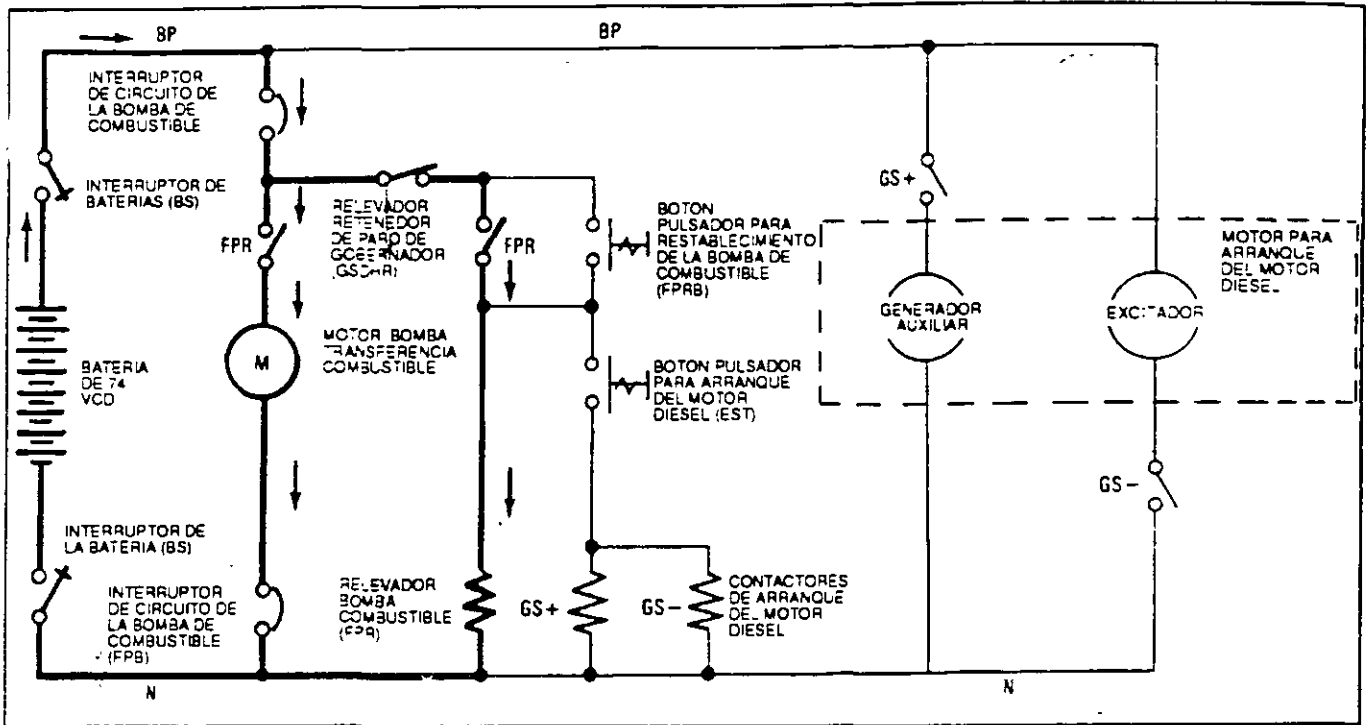 BP
BP
INTERRUPTOR
DE CIRCUITO DE
LA BOMBA DE
COMBUSTIBLE
INTERRUPTOR DE
BATERIAS (BS)
FPR
RELEVADOR
RETENEDOR
DE PARO DE
GOBERNADOR
FPR
BOTON
PULSADOR PARA
RESTABLECIMIENTO
DE LA BOMBA DE
COMBUSTIBLE
(FPRB)
GS+
MOTOR PARA
ARRANQUE
DEL MOTOR
DIESEL
GENERADOR
AUXILIAR
EXCITADOR
BATERIA
DE 74
VCD
M
MOTOR BOMBA
TRANSFERENCIA
COMBUSTIBLE
BOTON PULSADOR
PARA ARRANQUE
DEL MOTOR
DIESEL (EST)
GS-
INTERRUPTOR DE
LA BATERIA (BS)
INTERRUPTOR
DE CIRCUITO DE
LA BOMBA DE
COMBUSTIBLE
(FPB)
RELEVADOR
BOMBA
COMBUSTIBLE
(FPR)
GS+
GS-
CONTACTORES
DE ARRANQUE
DEL MOTOR
DIESEL
N
N